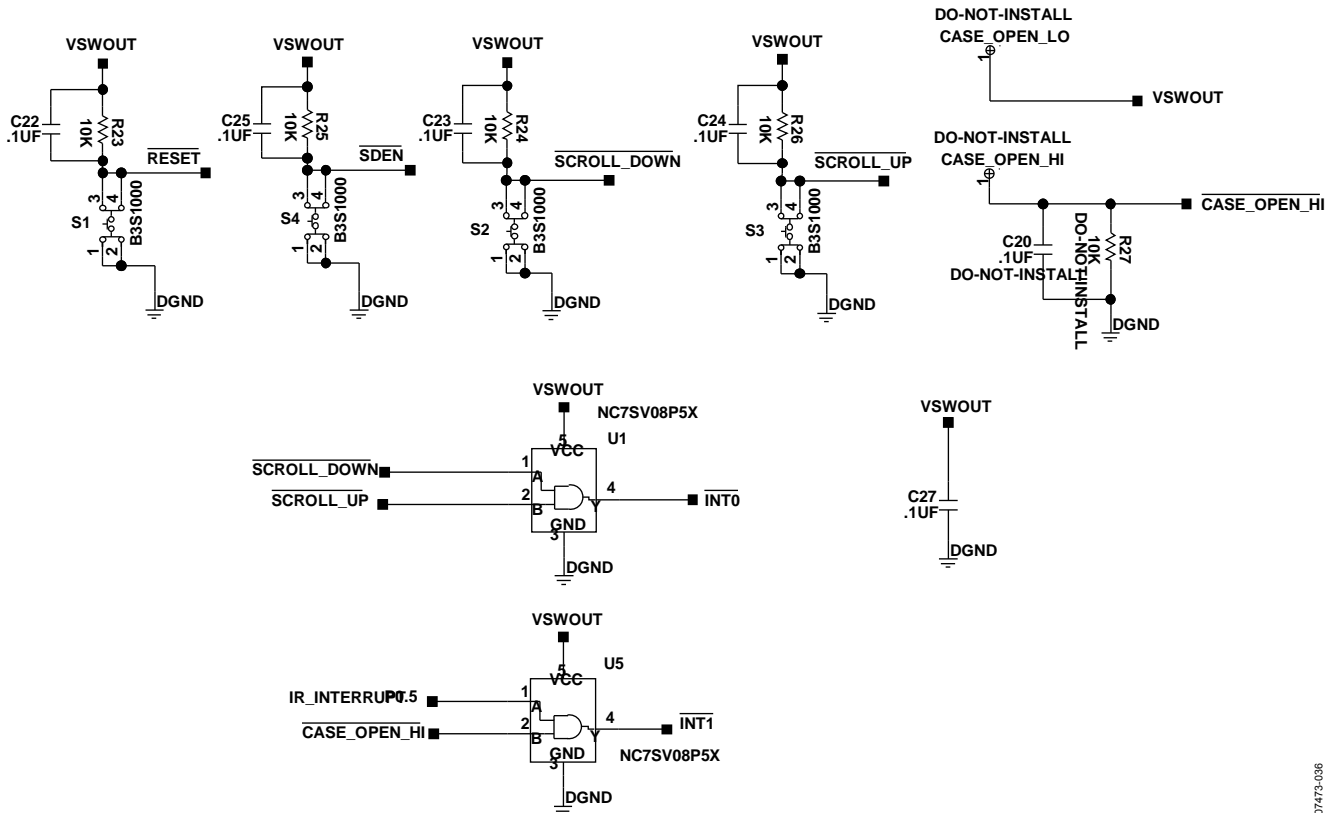 DO-NOT-INSTALL
CASE_OPEN_LO
1
VSWOUT
VSWOUT
C22
.1UF
R23
10K
RESET
3 4
S1
B3S1000
1 2
DGND
VSWOUT
C25
.1UF
R25
10K
SDEN
3 4
S4
B3S1000
1 2
DGND
VSWOUT
C23
.1UF
R24
10K
SCROLL_DOWN
3 4
S2
B3S1000
1 2
DGND
VSWOUT
C24
.1UF
R26
10K
SCROLL_UP
3 4
S3
B3S1000
1 2
DGND
DO-NOT-INSTALL
CASE_OPEN_HI
1
CASE_OPEN_HI
C20
.1UF
DO-NOT-INSTALL
R27
10K
DO-NOT-INSTALL
DGND
VSWOUT
NC7SV08P5X
5
VCC
U1
SCROLL_DOWN
1
A
SCROLL_UP
2
B
4
Y
INT0
GND
3
DGND
VSWOUT
C27
.1UF
DGND
VSWOUT
5
VCC
U5
IR_INTERRUPT
P0.5
1
A
CASE_OPEN_HI
2
B
4
Y
INT1
GND
3
NC7SV08P5X
DGND
07473-036